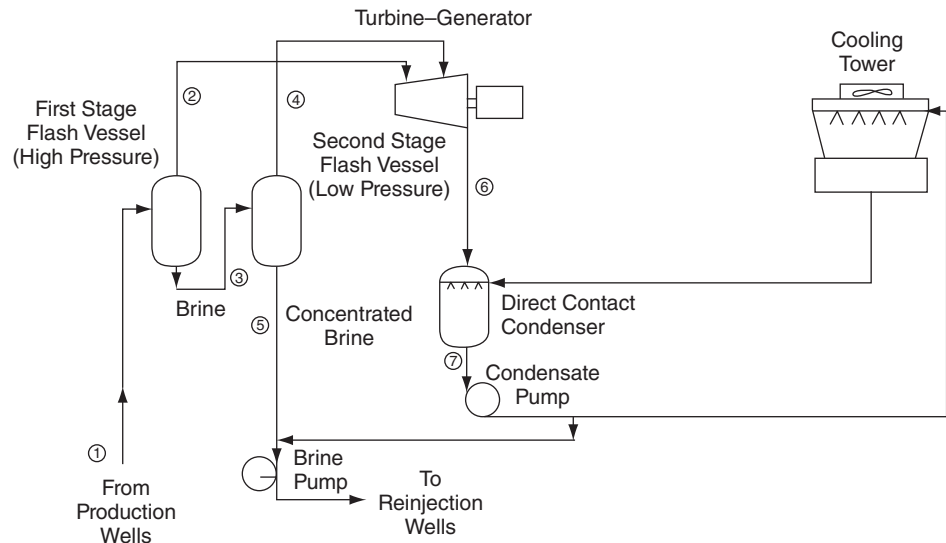 Turbine–Generator
Cooling
Tower
②
④
First Stage
Flash Vessel
(High Pressure)
Second Stage
Flash Vessel
(Low Pressure)
⑥
③
Brine
⑤
Concentrated
Brine
Direct Contact
Condenser
⑦
Condensate
Pump
①
From
Production
Wells
Brine
Pump
To
Reinjection
Wells